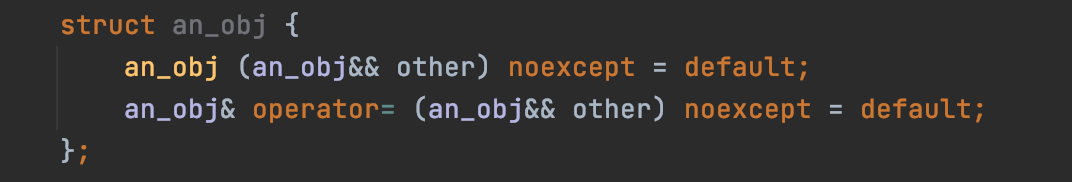 struct an_obj {
    an_obj (an_obj&& other) noexcept = default;
    an_obj& operator= (an_obj&& other) noexcept = default;
};